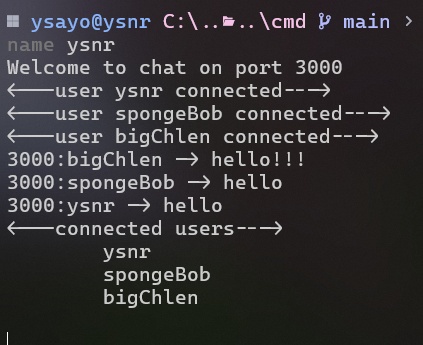 ysayo@ysnr C:\..\..\cmd main >
name ysnr
Welcome to chat on port 3000
<---user ysnr connected--->
<---user spongeBob connected--->
<---user bigChlen connected--->
3000:bigChlen -> hello!!!
3000:spongeBob -> hello
3000:ysnr -> hello
<---connected users--->
ysnr
spongeBob
bigChlen